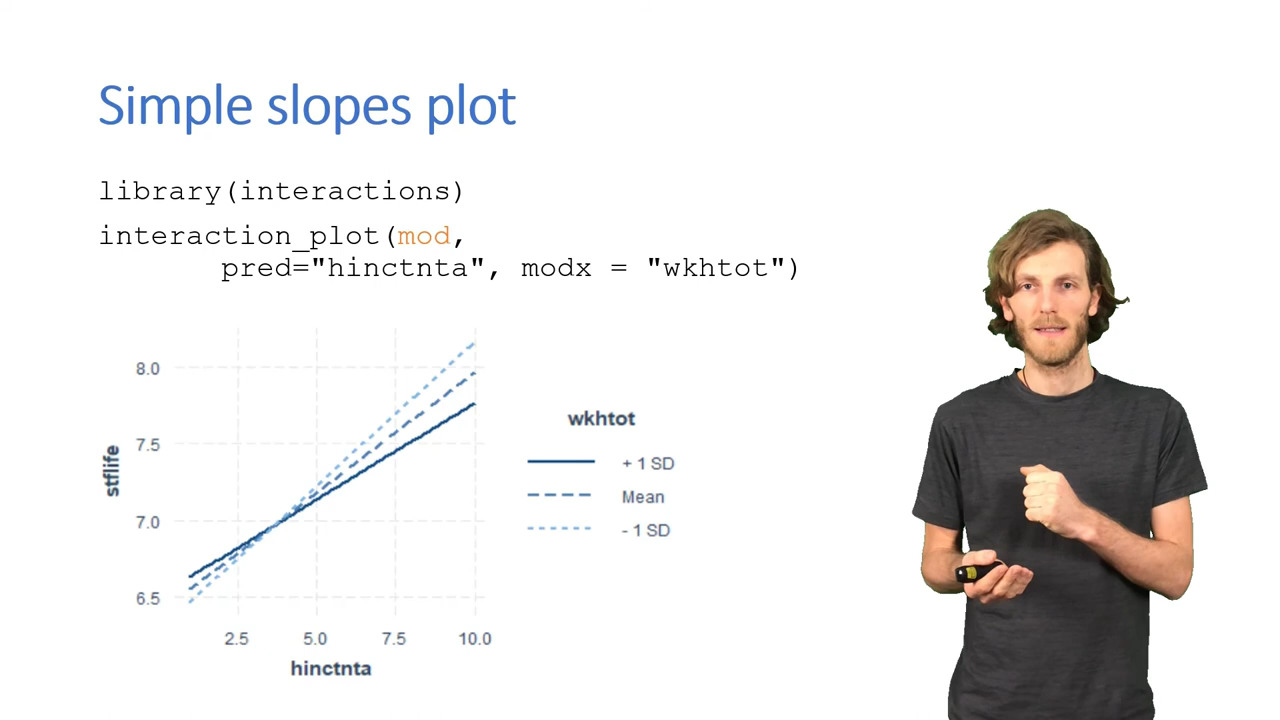 Simple slopes plot
library(interactions)
interaction_plot(mod,
pred="hinctnta", modx = "wkhtot")
8.0
7.5
7.0
6.5
stflife
2.5 5.0 7.5 10.0
hinctnta
wkhtot
+ 1 SD
Mean
- 1 SD